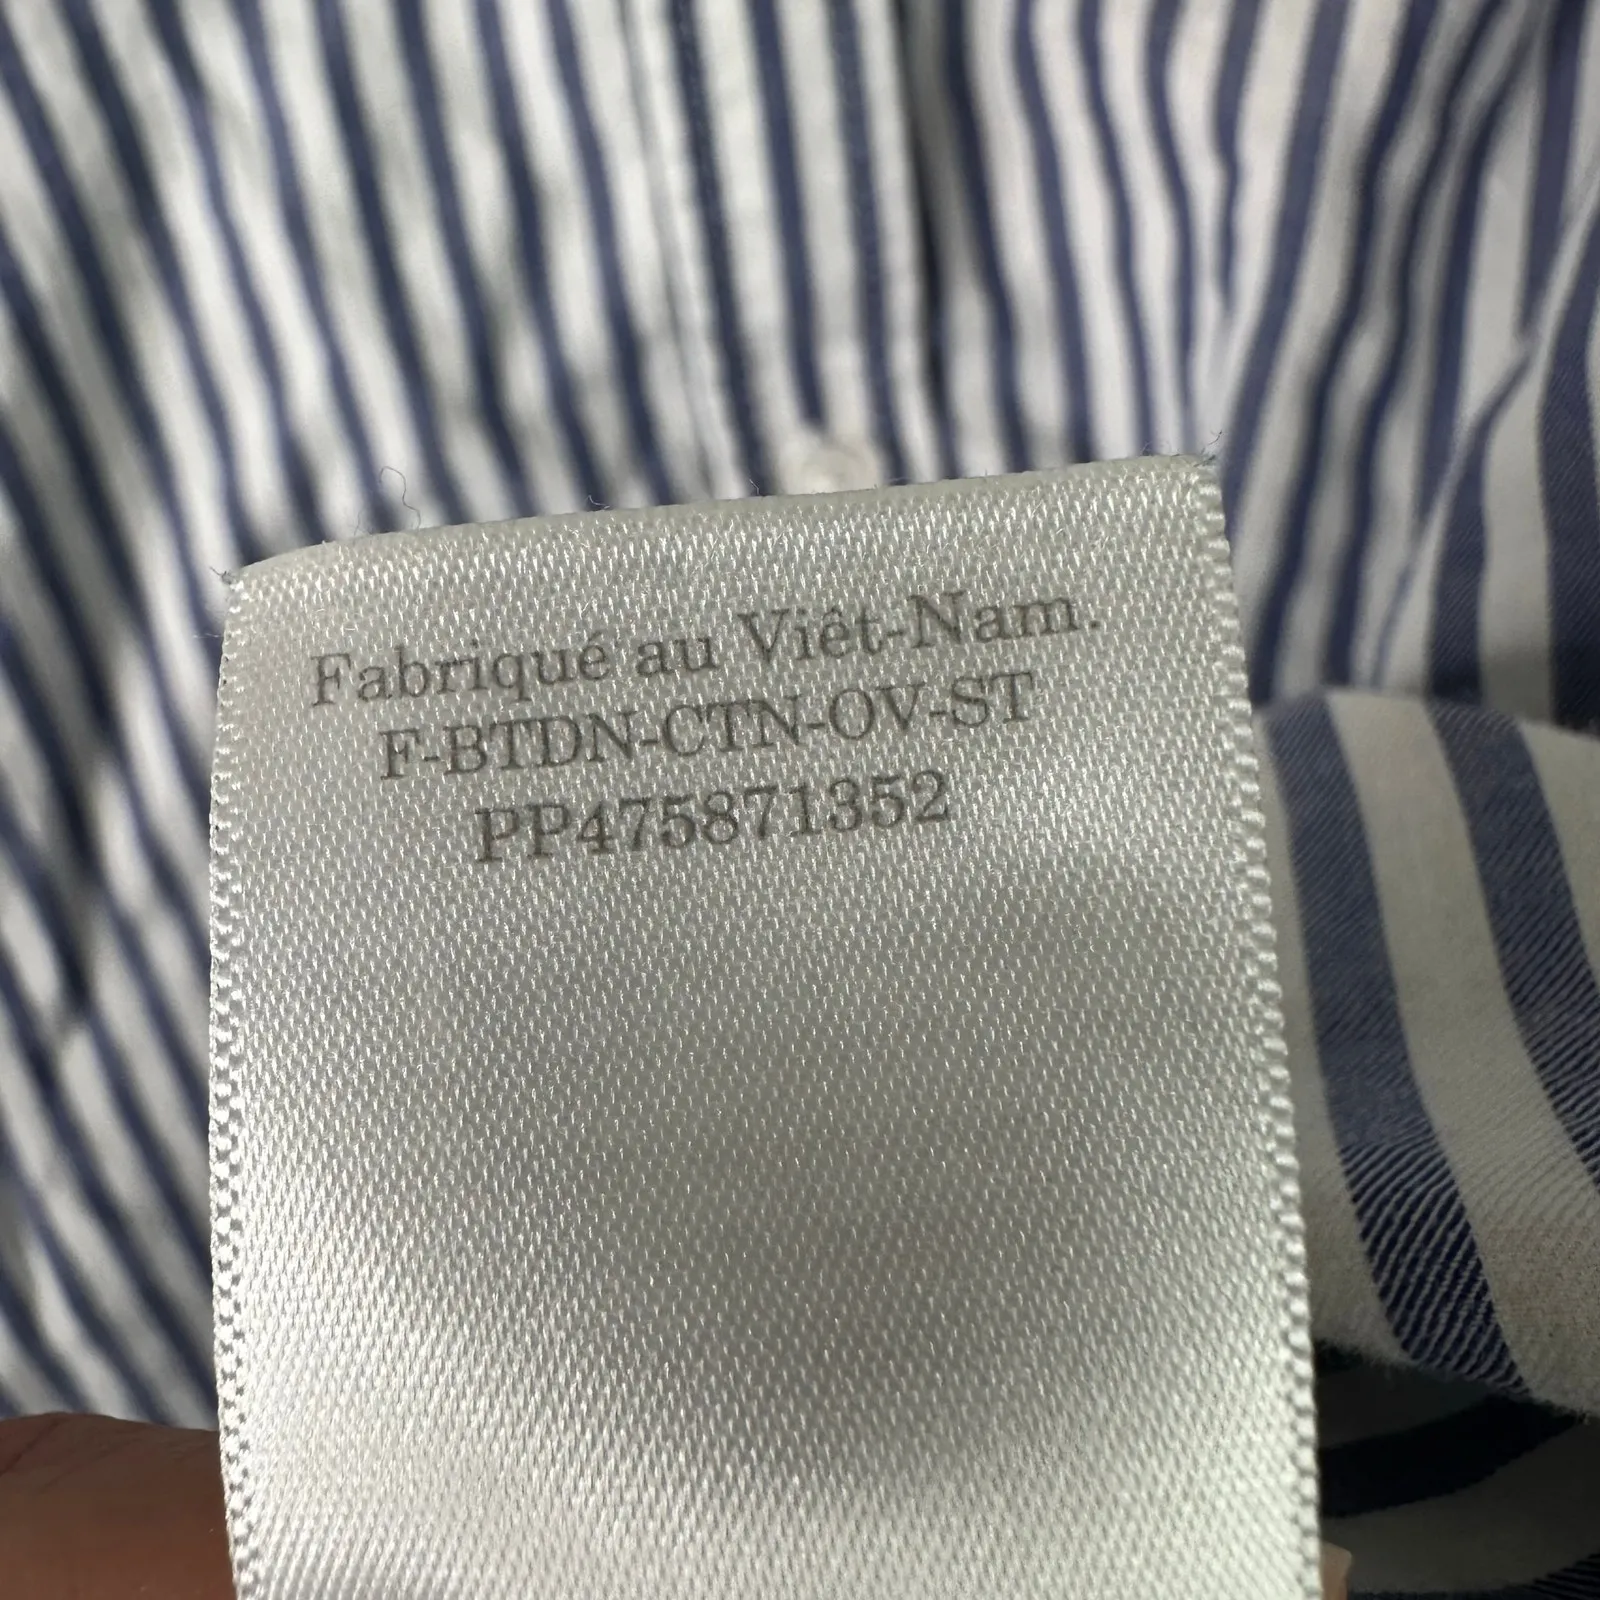 Fabriqué au Viêt-Nam.
F-BTDN-CTN-OV-ST
PP475871352